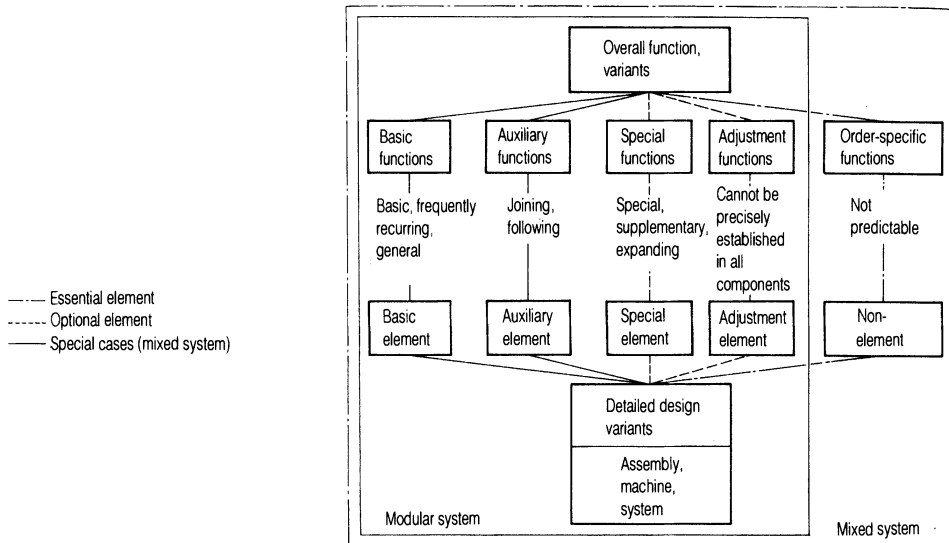 Overall function,
variants
Basic
functions
Auxiliary
functions
Special
functions
Adjustment
functions
Order-specific
functions
Basic, frequently
recurring,
general
Joining,
following
Special,
supplementary,
expanding
Cannot be
precisely
established
in all
components
Not
predictable
Essential element
Optional element
Special cases (mixed system)
Basic
element
Auxiliary
element
Special
element
Adjustment
element
Non-
element
Detailed design
variants
Assembly,
machine,
system
Modular system
Mixed system